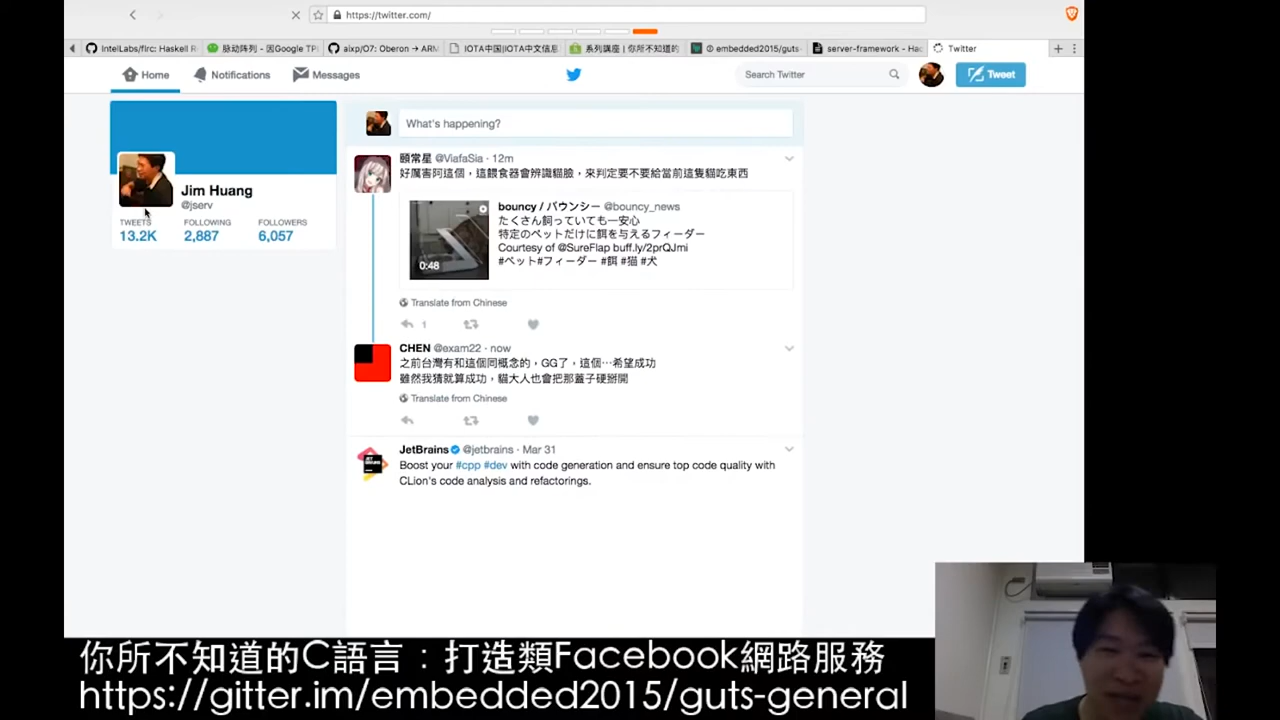 https://twitter.com/
IntelLabs/flrc: Haskell R
脉动阵列 - 因Google TP
aixp/O7: Oberon → ARM
IOTA中国|IOTA中文信息
系列講座 | 你所不知道的
embedded2015/guts-
server-framework - Hac
Twitter
Home
Notifications
Messages
Search Twitter
Tweet
What's happening?
Jim Huang
@jserv
TWEETS FOLLOWING FOLLOWERS
13.2K 2,887 6,057
頤常星 @ViafaSia · 12m
好厲害阿這個，這餵食器會辨識貓臉，來判定要不要給當前這隻貓吃東西
bouncy / バウンシー @bouncy_news
たくさん飼っていても一安心
特定のペットだけに餌を与えるフィーダー
Courtesy of @SureFlap buff.ly/2prQJmi
#ペット#フィーダー #餌 #猫 #犬
0:48
Translate from Chinese
1
CHEN @exam22 · now
之前台灣有和這個同概念的，GG了，這個…希望成功
雖然我猜就算成功，貓大人也會把那蓋子硬掰開
Translate from Chinese
JetBrains @jetbrains · Mar 31
Boost your #cpp #dev with code generation and ensure top code quality with
CLion's code analysis and refactorings.
你所不知道的C語言：打造類Facebook網路服務
https://gitter.im/embedded2015/guts-general